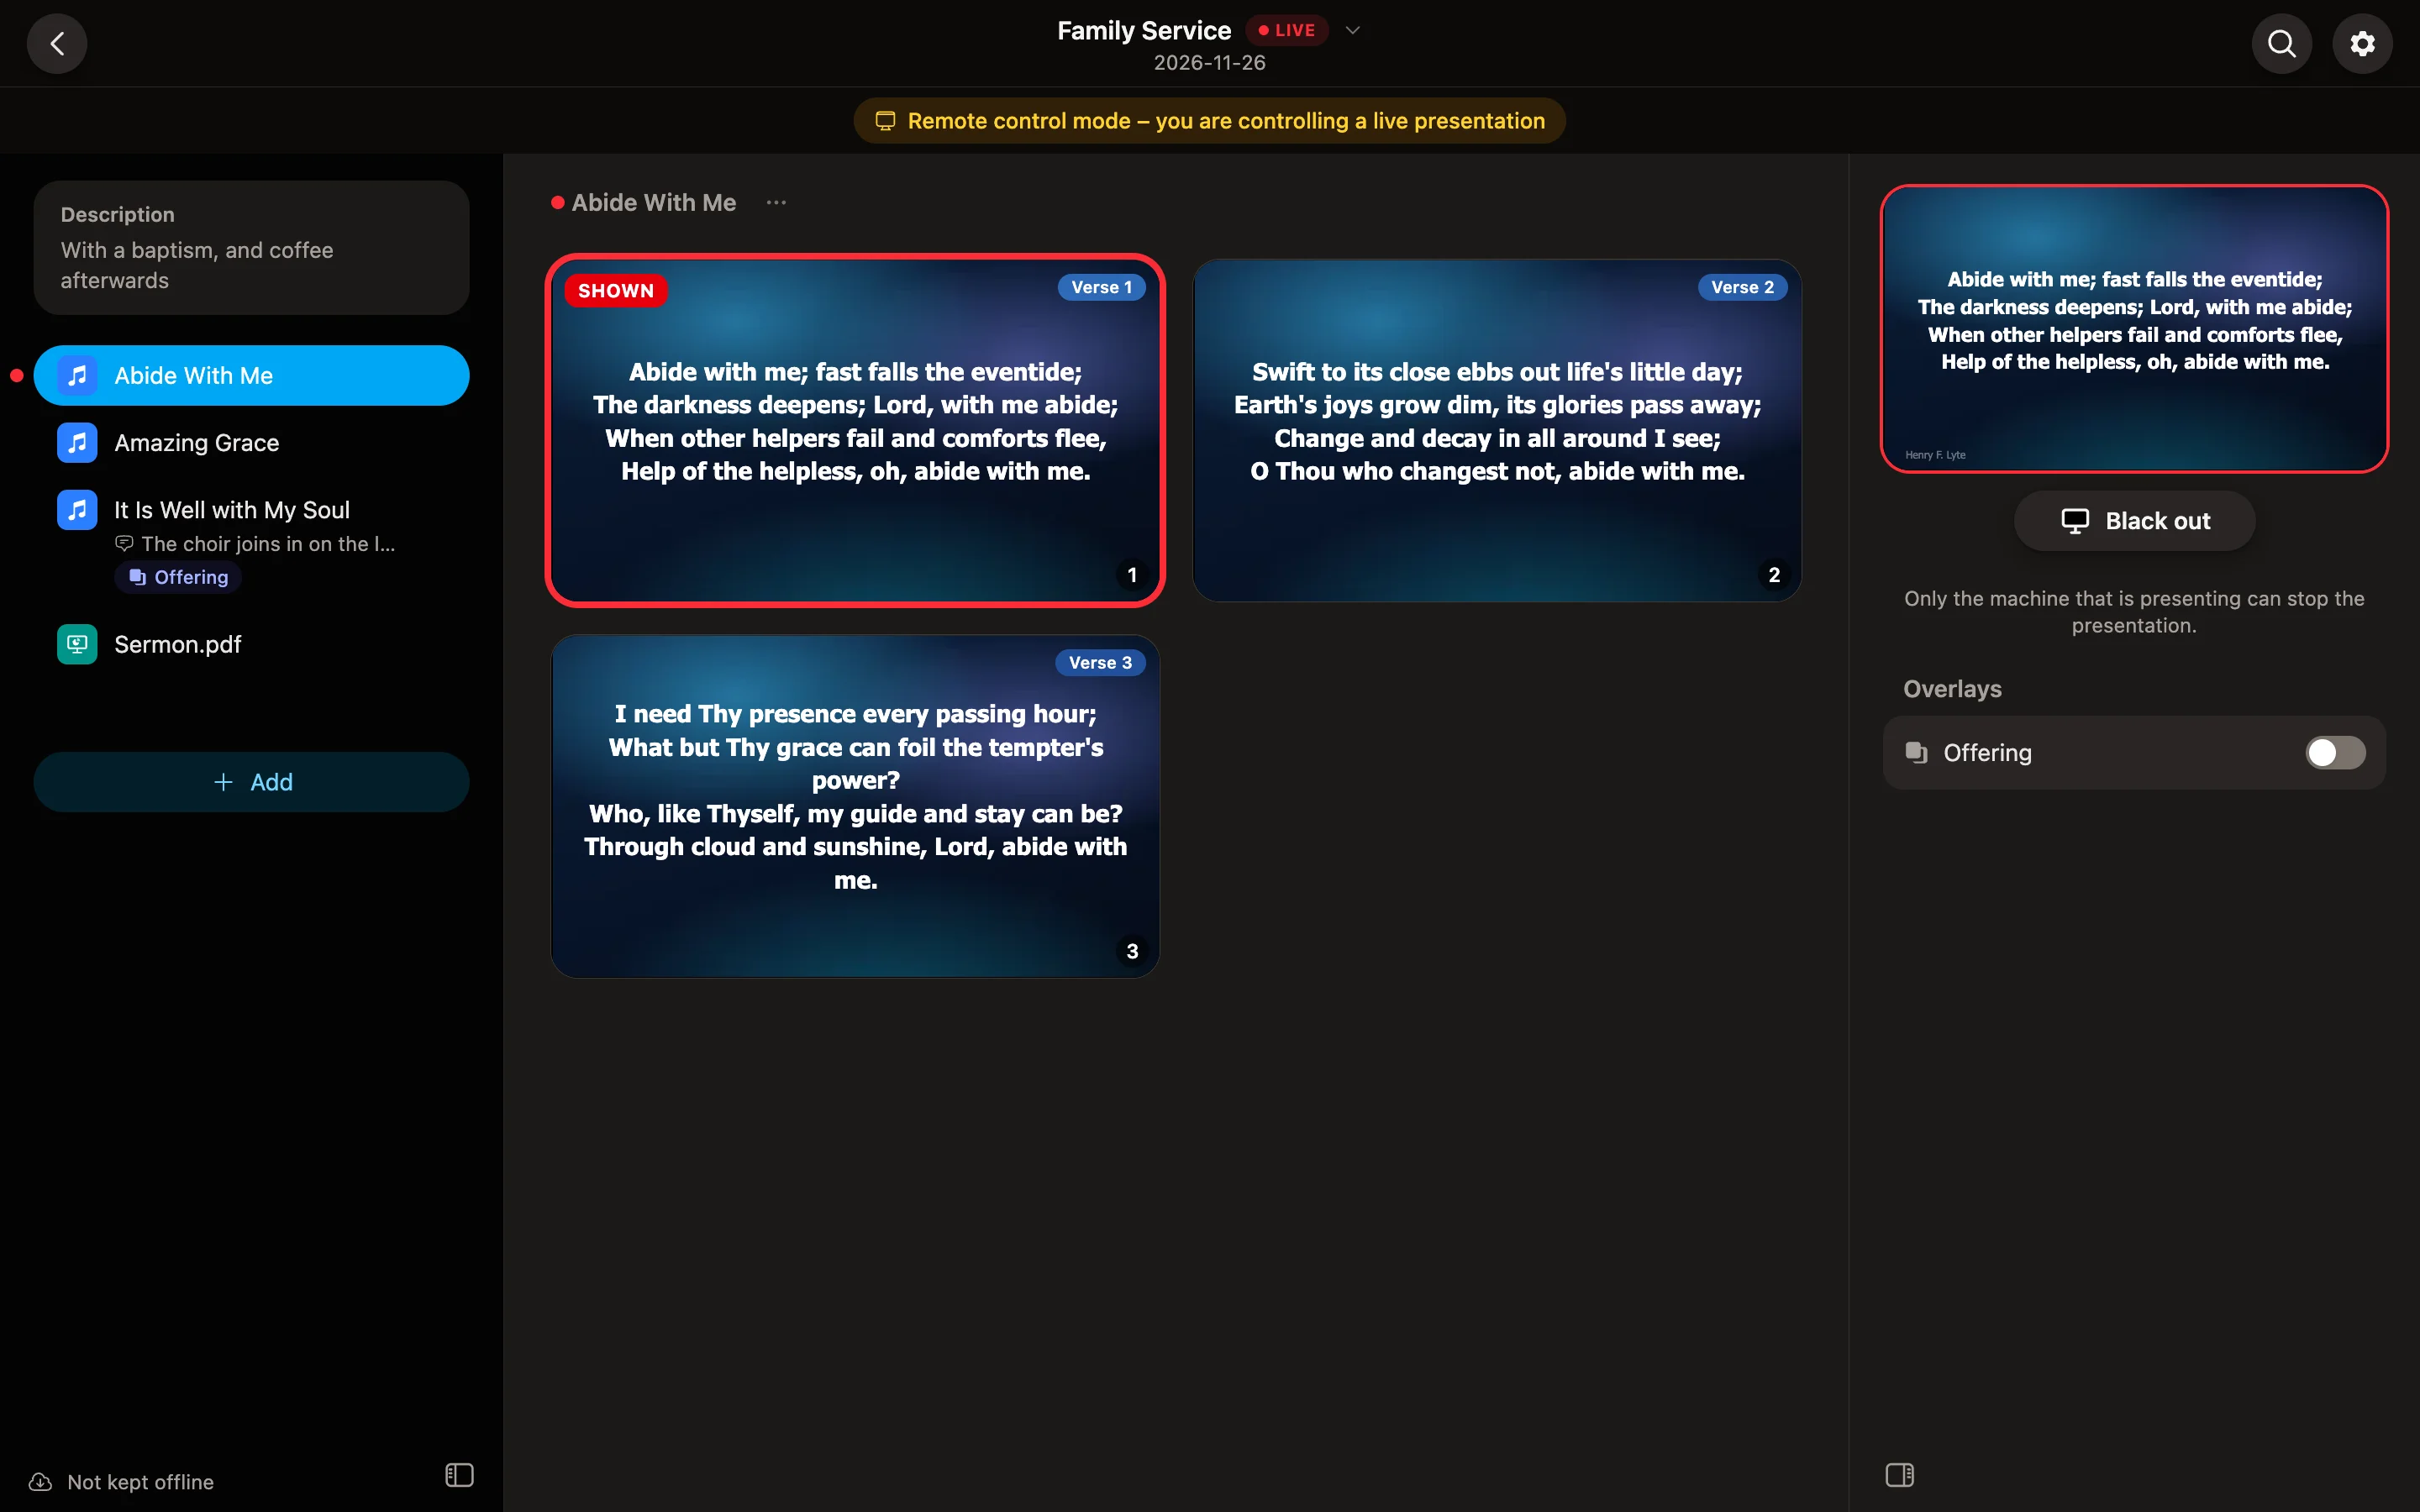 Family Service
LIVE
2026-11-26
Remote control mode – you are controlling a live presentation
Description
With a baptism, and coffee
afterwards
Abide With Me
Amazing Grace
It Is Well with My Soul
The choir joins in on the l...
Offering
Sermon.pdf
Add
Not kept offline
Abide With Me
SHOWN
Verse 1
Abide with me; fast falls the eventide;
The darkness deepens; Lord, with me abide;
When other helpers fail and comforts flee,
Help of the helpless, oh, abide with me.
1
Verse 2
Swift to its close ebbs out life's little day;
Earth's joys grow dim, its glories pass away;
Change and decay in all around I see;
O Thou who changest not, abide with me.
2
Verse 3
I need Thy presence every passing hour;
What but Thy grace can foil the tempter's
power?
Who, like Thyself, my guide and stay can be?
Through cloud and sunshine, Lord, abide with
me.
3
Abide with me; fast falls the eventide;
The darkness deepens; Lord, with me abide;
When other helpers fail and comforts flee,
Help of the helpless, oh, abide with me.
Henry F. Lyte
Black out
Only the machine that is presenting can stop the
presentation.
Overlays
Offering